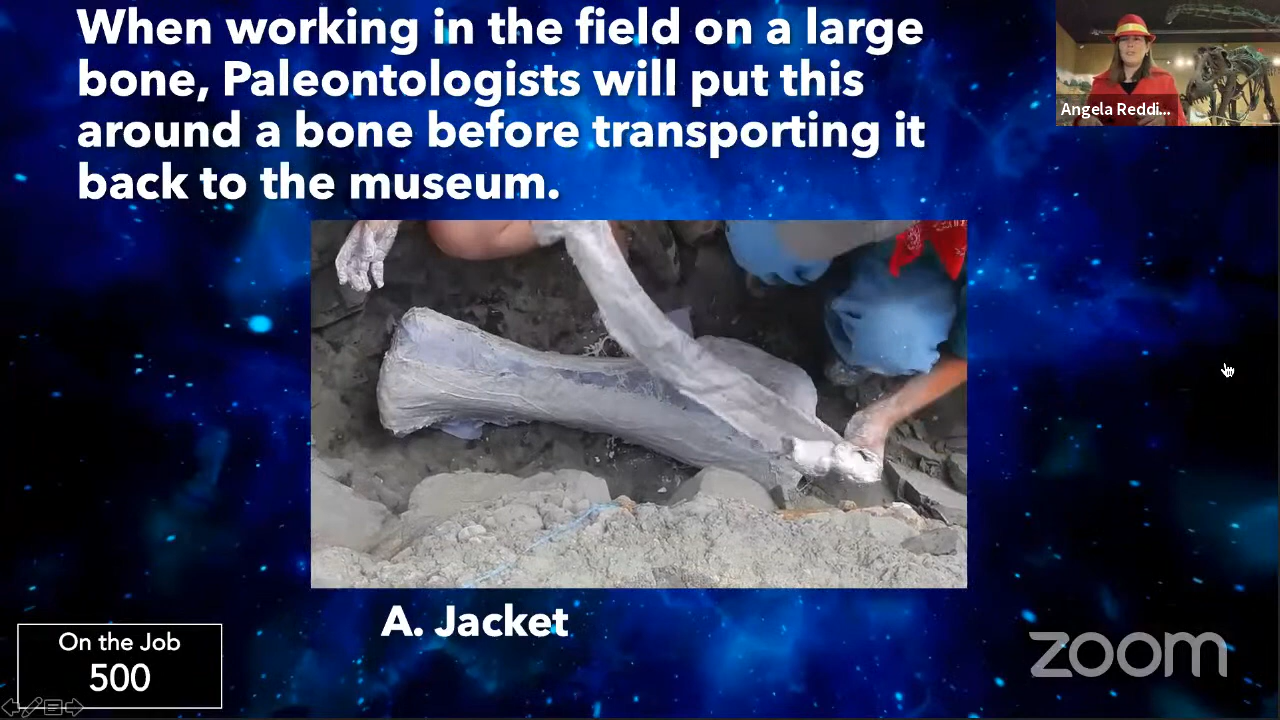 When working in the field on a large
bone, Paleontologists will put this
around a bone before transporting it
back to the museum.
Angela Reddi...
A. Jacket
On the Job
500
zoom